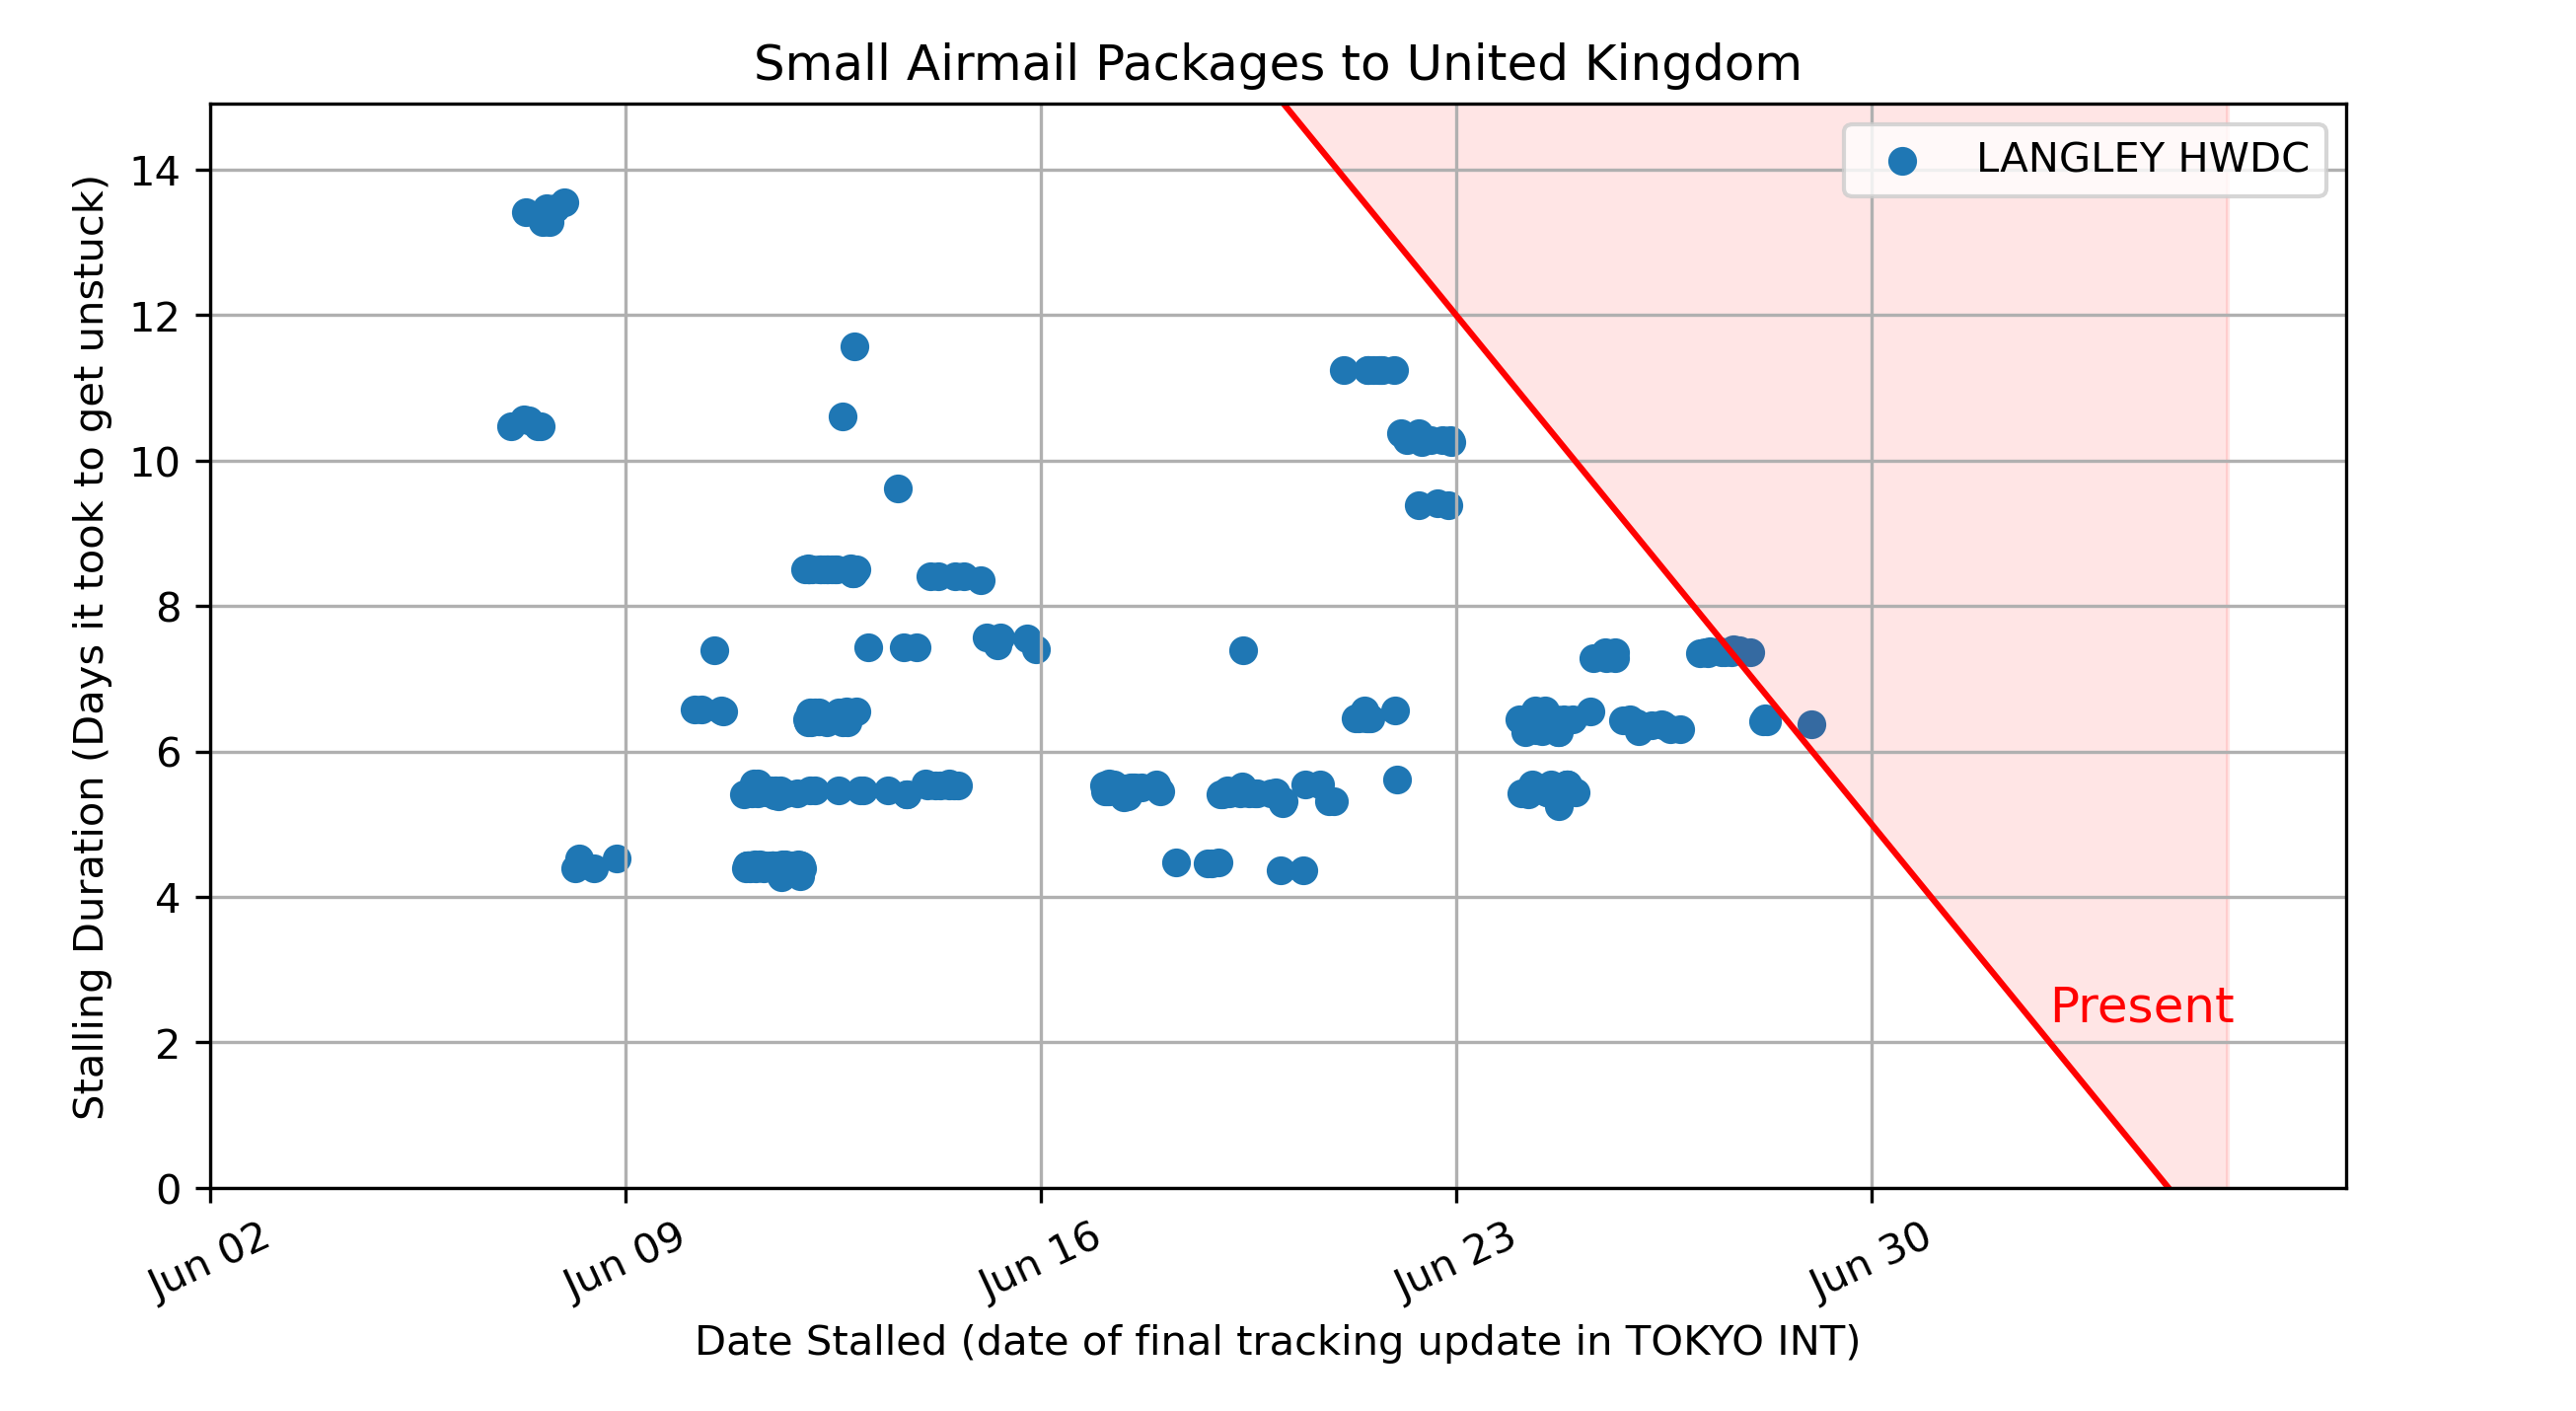 Small Airmail Packages to United Kingdom
LANGLEY HWDC
Stalling Duration (Days it took to get unstuck)
14
12
10
8
6
4
2
0
Present
Jun 02
Jun 09
Jun 16
Jun 23
Jun 30
Date Stalled (date of final tracking update in TOKYO INT)